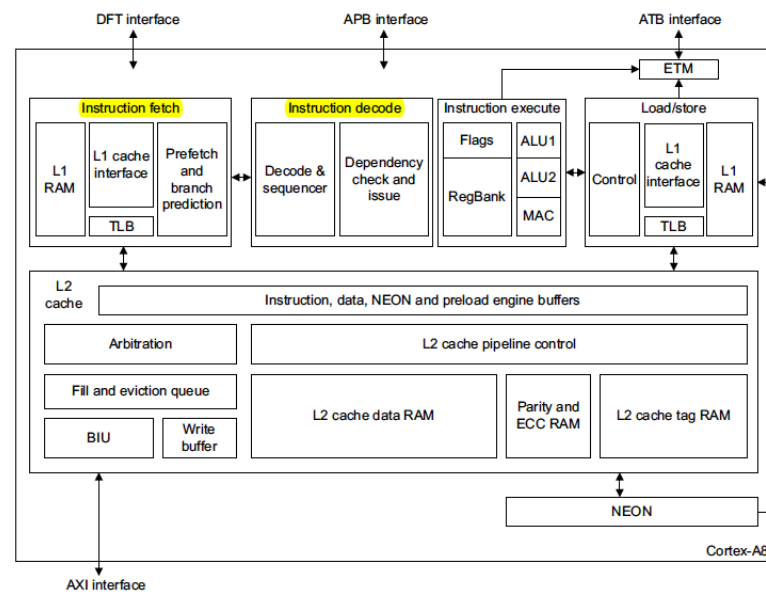 DFT interface
APB interface
ATB interface
ETM
Instruction fetch
Instruction decode
Instruction execute
Load/store
L1
RAM
L1 cache
interface
TLB
Prefetch
and
branch
prediction
Decode &
sequencer
Dependency
check and
issue
Flags
RegBank
ALU1
ALU2
MAC
Control
L1
cache
interface
TLB
L1
RAM
L2
cache
Instruction, data, NEON and preload engine buffers
Arbitration
L2 cache pipeline control
Fill and eviction queue
BIU
Write
buffer
L2 cache data RAM
Parity and
ECC RAM
L2 cache tag RAM
NEON
Cortex-A8
AXI interface